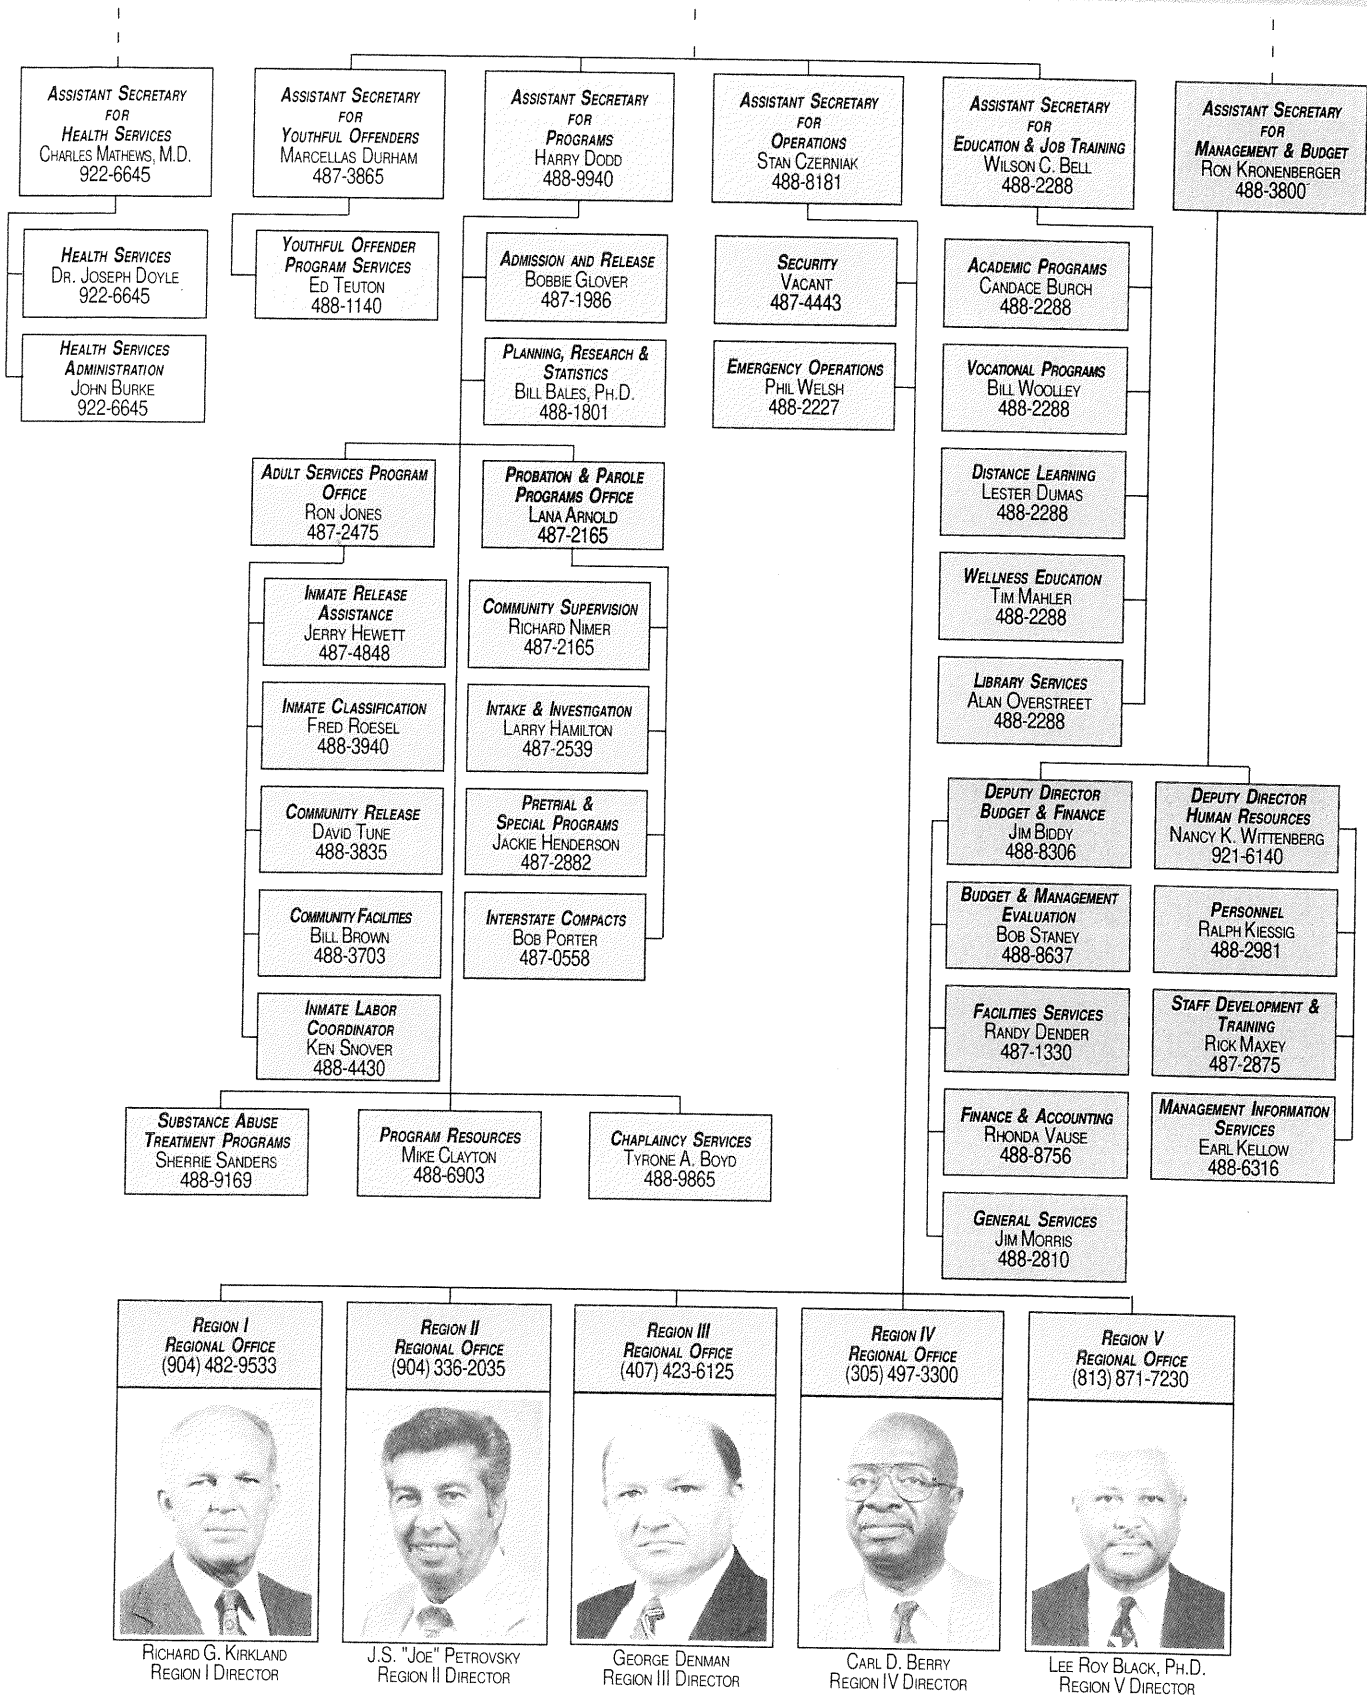 ASSISTANT SECRETARY
FOR
HEALTH SERVICES
CHARLES MATHEWS, M.D.
922-6645
ASSISTANT SECRETARY
FOR
YOUTHFUL OFFENDERS
MARCELLAS DURHAM
487-3865
ASSISTANT SECRETARY
FOR
PROGRAMS
HARRY DODD
488-9940
ASSISTANT SECRETARY
FOR
OPERATIONS
STAN CZERNIAK
488-8181
ASSISTANT SECRETARY
FOR
EDUCATION & JOB TRAINING
WILSON C. BELL
488-2288
ASSISTANT SECRETARY
FOR
MANAGEMENT & BUDGET
RON KRONENBERGER
488-3800
HEALTH SERVICES
DR. JOSEPH DOYLE
922-6645
HEALTH SERVICES
ADMINISTRATION
JOHN BURKE
922-6645
YOUTHFUL OFFENDER
PROGRAM SERVICES
ED TEUTON
488-1140
ADMISSION AND RELEASE
BOBBIE GLOVER
487-1986
PLANNING, RESEARCH &
STATISTICS
BILL BALES, PH.D.
488-1801
SECURITY
VACANT
487-4443
EMERGENCY OPERATIONS
PHIL WELSH
488-2227
ACADEMIC PROGRAMS
CANDACE BURCH
488-2288
VOCATIONAL PROGRAMS
BILL WOOLLEY
488-2288
DISTANCE LEARNING
LESTER DUMAS
488-2288
WELLNESS EDUCATION
TIM MAHLER
488-2288
LIBRARY SERVICES
ALAN OVERSTREET
488-2288
ADULT SERVICES PROGRAM
OFFICE
RON JONES
487-2475
PROBATION & PAROLE
PROGRAMS OFFICE
LANA ARNOLD
487-2165
INMATE RELEASE
ASSISTANCE
JERRY HEWETT
487-4848
INMATE CLASSIFICATION
FRED ROESEL
488-3940
COMMUNITY RELEASE
DAVID TUNE
488-3835
COMMUNITY FACILITIES
BILL BROWN
488-3703
INMATE LABOR
COORDINATOR
KEN SNOVER
488-4430
COMMUNITY SUPERVISION
RICHARD NIMER
487-2165
INTAKE & INVESTIGATION
LARRY HAMILTON
487-2539
PRETRIAL &
SPECIAL PROGRAMS
JACKIE HENDERSON
487-2882
INTERSTATE COMPACTS
BOB PORTER
487-0558
DEPUTY DIRECTOR
BUDGET & FINANCE
JIM BIDDY
488-8306
BUDGET & MANAGEMENT
EVALUATION
BOB STANEY
488-8637
FACILITIES SERVICES
RANDY DENDER
487-1330
FINANCE & ACCOUNTING
RHONDA VAUSE
488-8756
GENERAL SERVICES
JIM MORRIS
488-2810
DEPUTY DIRECTOR
HUMAN RESOURCES
NANCY K. WITTENBERG
921-6140
PERSONNEL
RALPH KIESSIG
488-2981
STAFF DEVELOPMENT &
TRAINING
RICK MAXEY
487-2875
MANAGEMENT INFORMATION
SERVICES
EARL KELLOW
488-6316
SUBSTANCE ABUSE
TREATMENT PROGRAMS
SHERRIE SANDERS
488-9169
PROGRAM RESOURCES
MIKE CLAYTON
488-6903
CHAPLAINCY SERVICES
TYRONE A. BOYD
488-9865
REGION I
REGIONAL OFFICE
(904) 482-9533
REGION II
REGIONAL OFFICE
(904) 336-2035
REGION III
REGIONAL OFFICE
(407) 423-6125
REGION IV
REGIONAL OFFICE
(305) 497-3300
REGION V
REGIONAL OFFICE
(813) 871-7230
RICHARD G. KIRKLAND
REGION I DIRECTOR
J.S. "JOE" PETROVSKY
REGION II DIRECTOR
GEORGE DENMAN
REGION III DIRECTOR
CARL D. BERRY
REGION IV DIRECTOR
LEE ROY BLACK, PH.D.
REGION V DIRECTOR